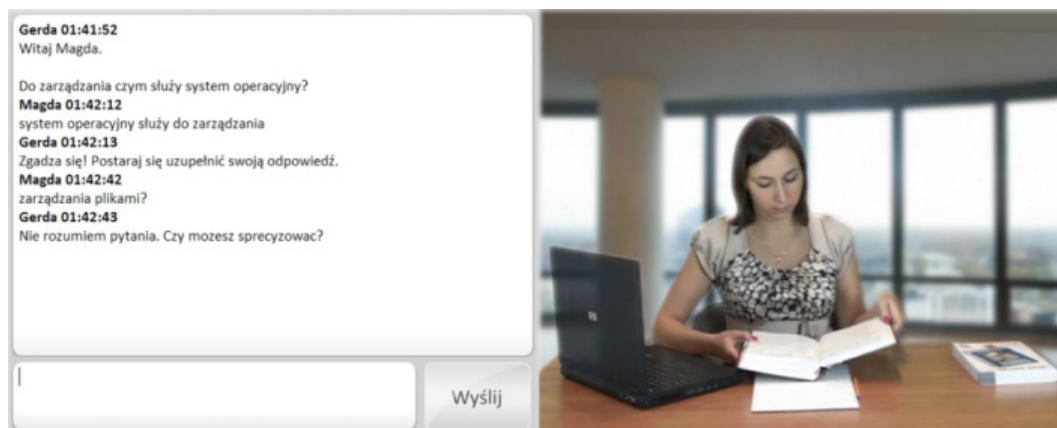 Gerda 01:41:52
Witaj Magda.
Do zarządzania czym służy system operacyjny?
Magda 01:42:12
system operacyjny służy do zarządzania
Gerda 01:42:13
Zgadza się! Postaraj się uzupełnić swoją odpowiedź.
Magda 01:42:42
zarządzania plikami?
Gerda 01:42:43
Nie rozumiem pytania. Czy mozesz sprecyzowac?
Wyślij